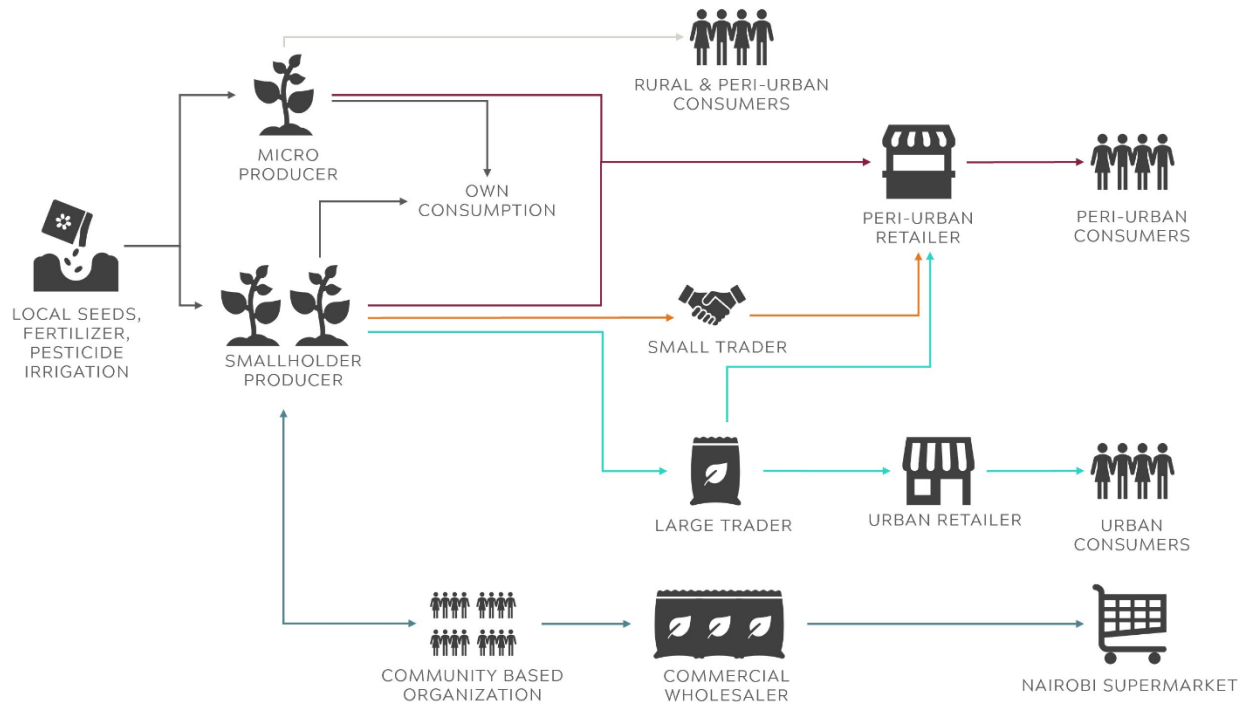 RURAL & PERI-URBAN
CONSUMERS
MICRO
PRODUCER
OWN
CONSUMPTION
PERI-URBAN
RETAILER
PERI-URBAN
CONSUMERS
LOCAL SEEDS,
FERTILIZER,
PESTICIDE
IRRIGATION
SMALLHOLDER
PRODUCER
SMALL TRADER
LARGE TRADER
URBAN RETAILER
URBAN
CONSUMERS
COMMUNITY BASED
ORGANIZATION
COMMERCIAL
WHOLESALER
NAIROBI SUPERMARKET